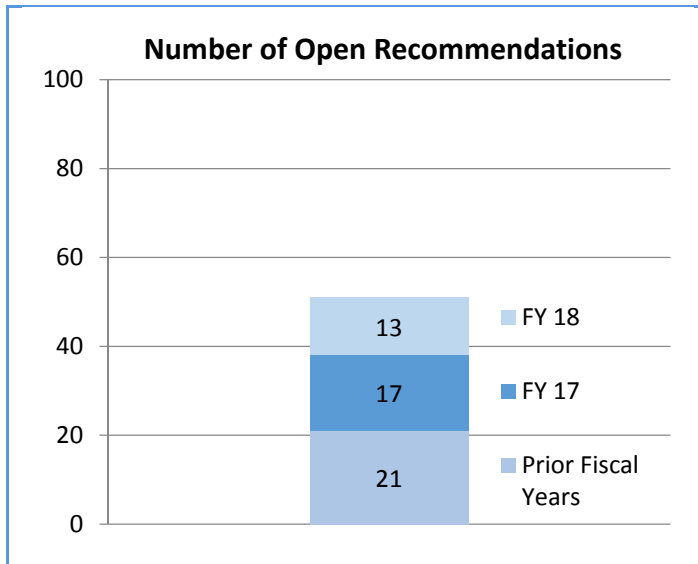 Number of Open Recommendations
100
80
60
40
20
0
13
17
21
FY 18
FY 17
Prior Fiscal
Years